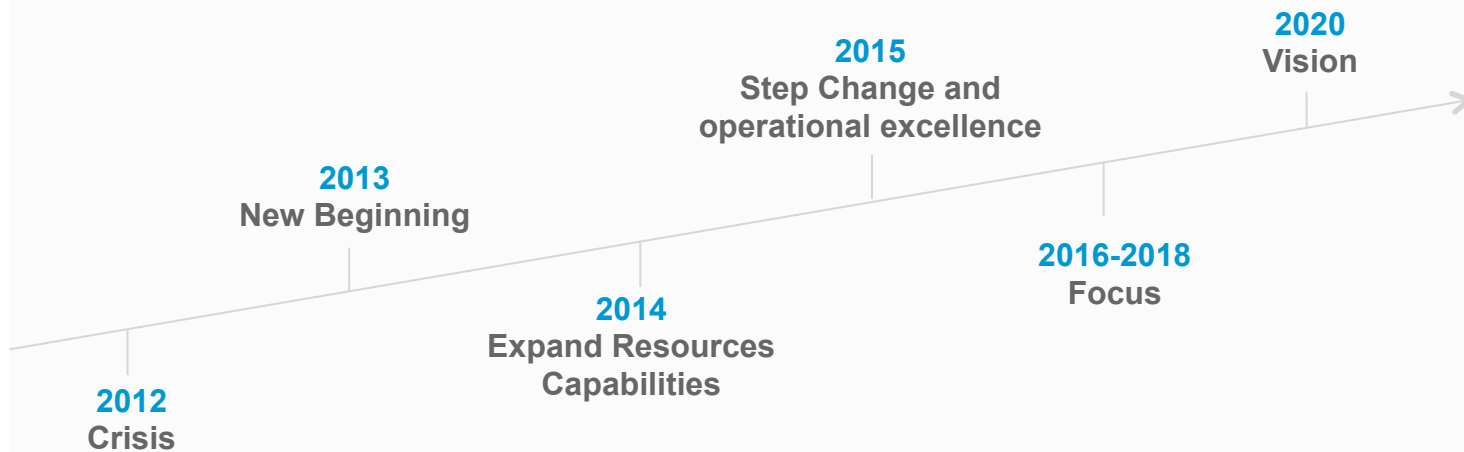 2012
Crisis
2013
New Beginning
2014
Expand Resources
Capabilities
2015
Step Change and
operational excellence
2016-2018
Focus
2020
Vision